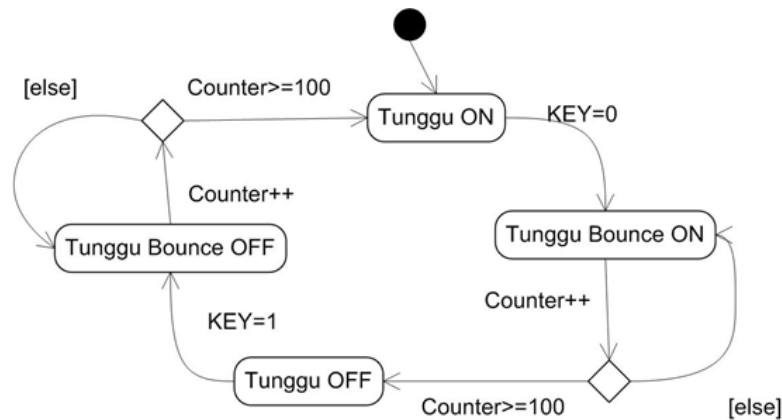 [else]
Counter>=100
Tunggu ON
KEY=0
Counter++
Tunggu Bounce OFF
Tunggu Bounce ON
Counter++
KEY=1
Tunggu OFF
Counter>=100
[else]